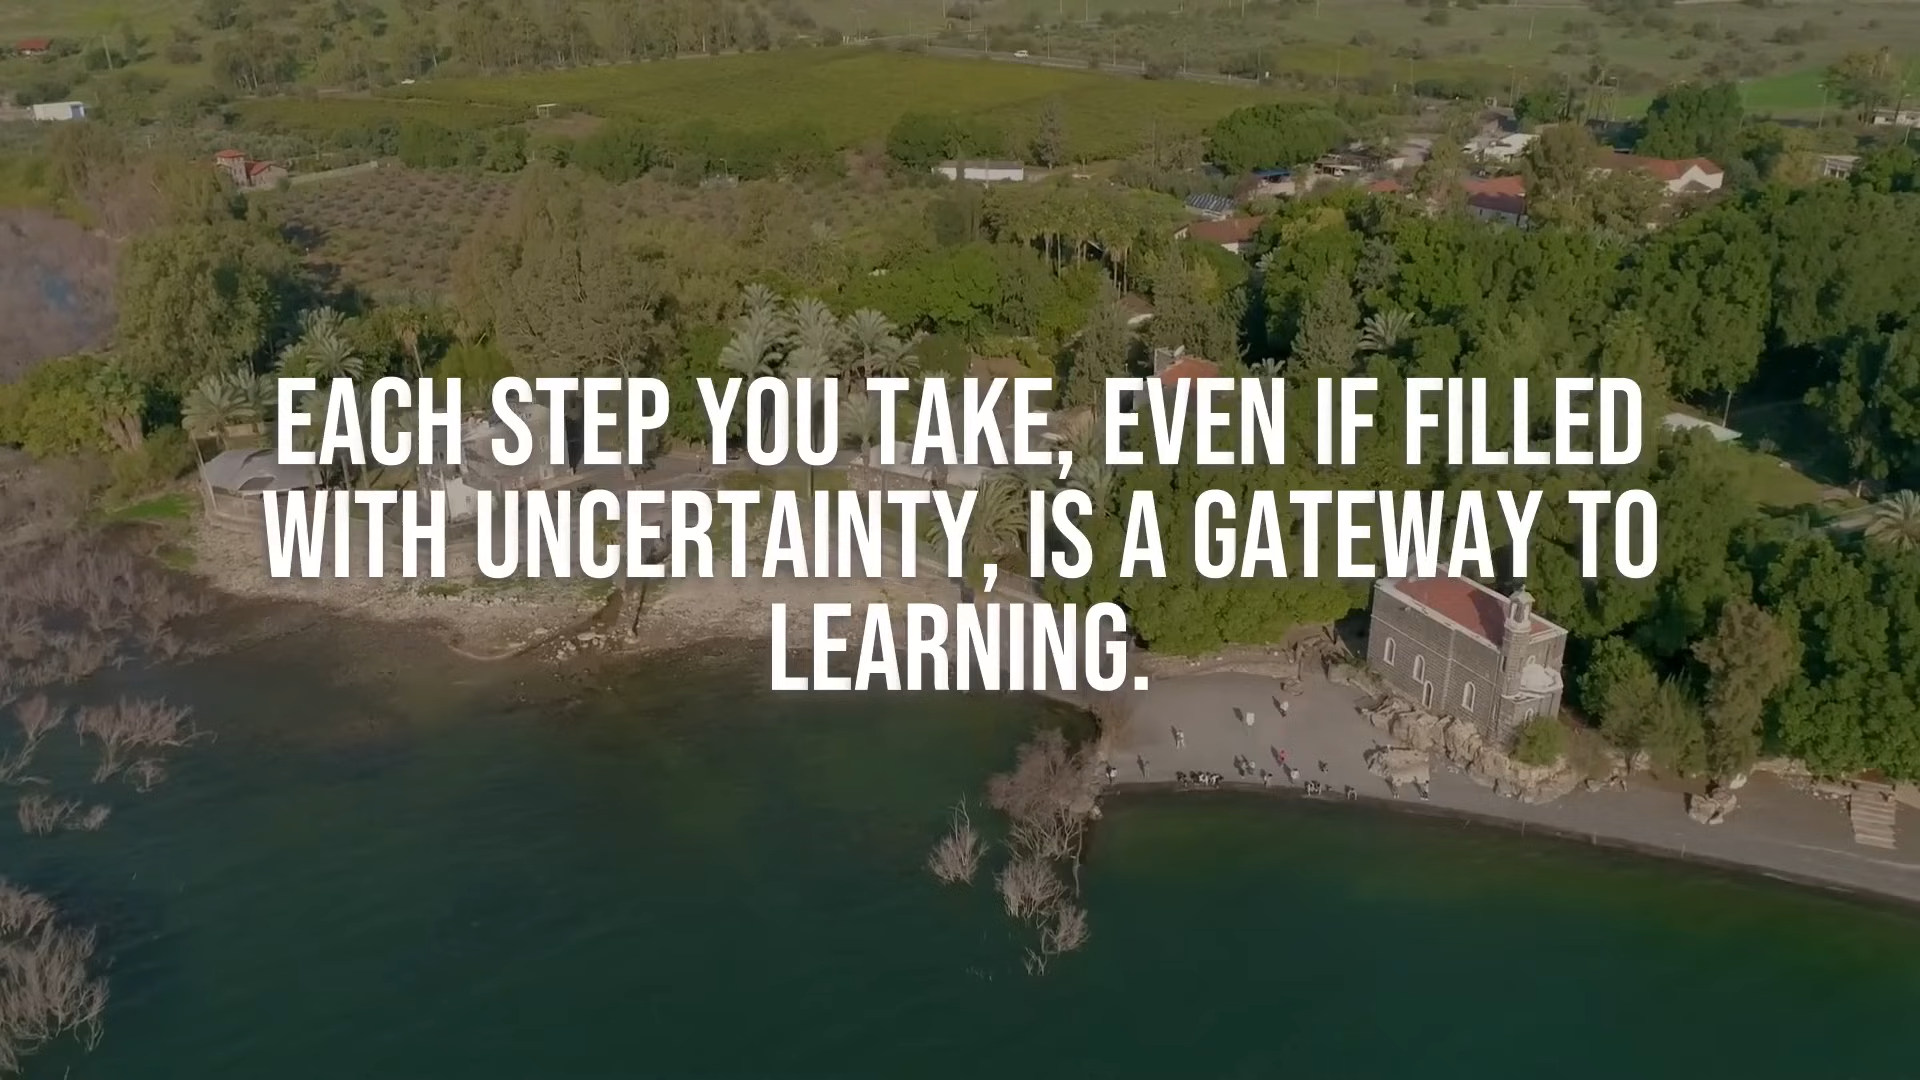 EACH STEP YOU TAKE, EVEN IF FILLED
WITH UNCERTAINTY, IS A GATEWAY TO
LEARNING.